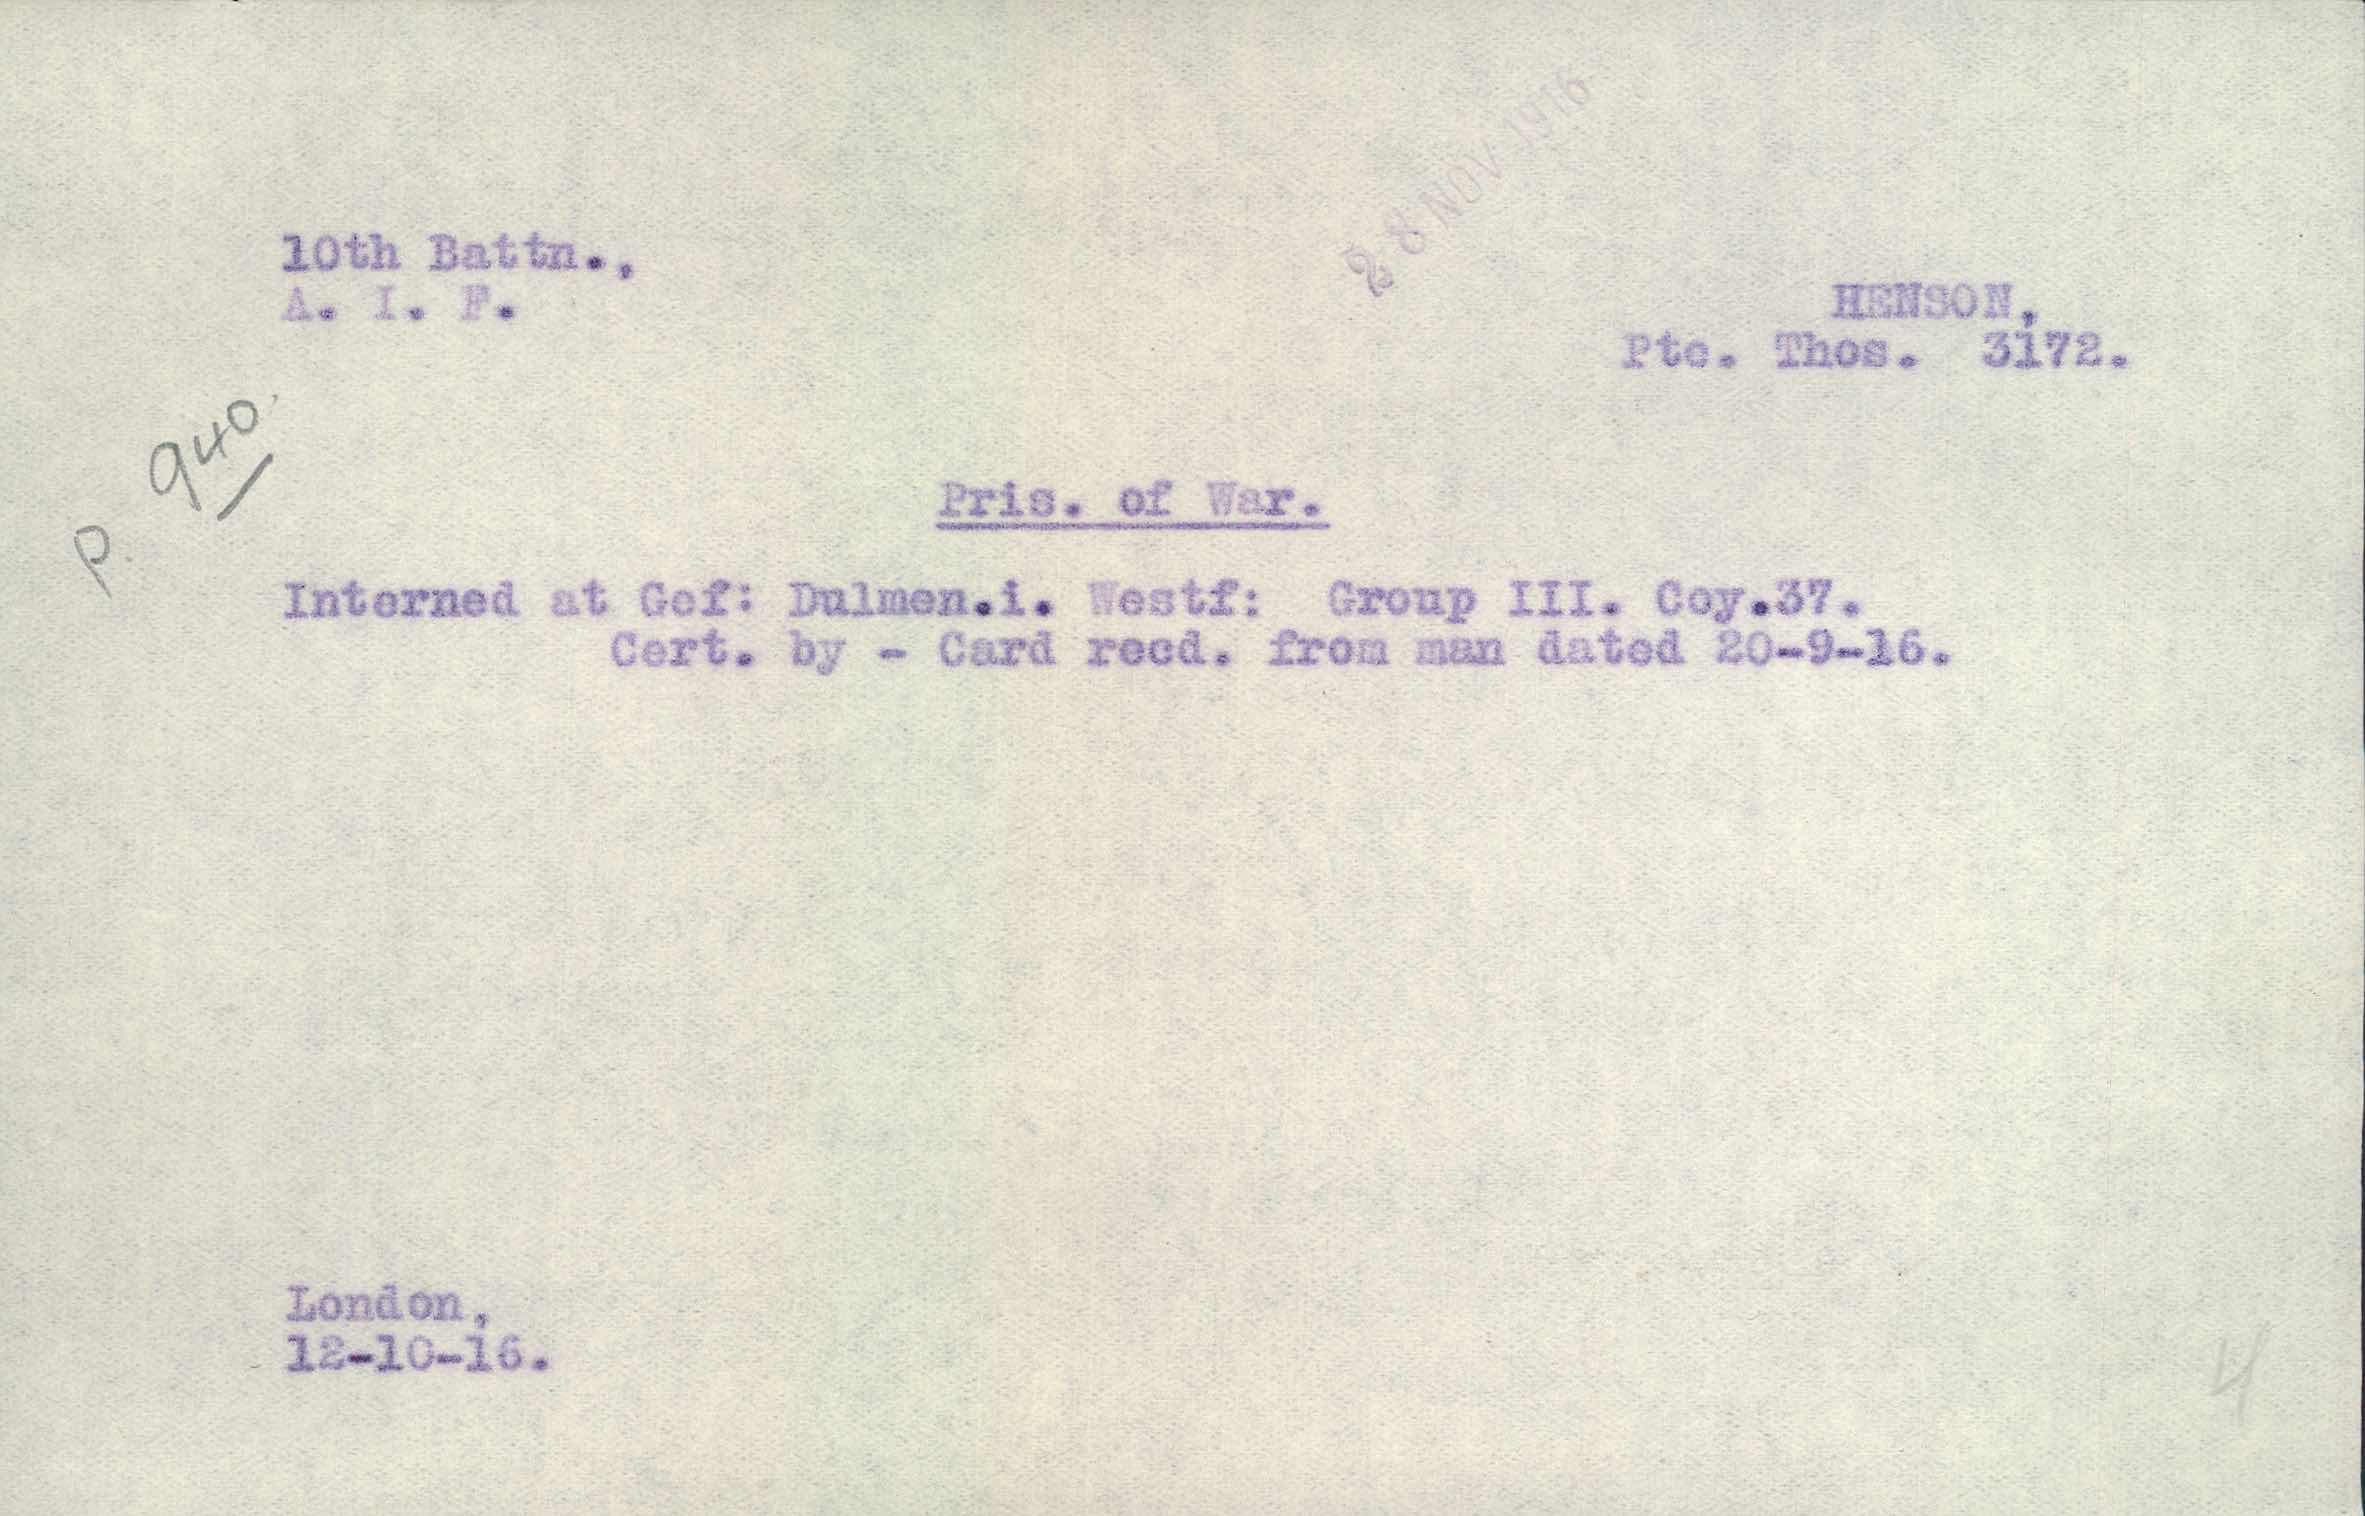 28 NOV 1916
10th Battn.,
A. I. F.
HENSON,
Pte. Thos. 3172.
P. 940.
Pris. of War.
Interned at Gef: Dulmen.i. Westf: Group III. Coy.37.
Cert. by - Card recd. from man dated 20-9-16.
London,
12-10-16.
4